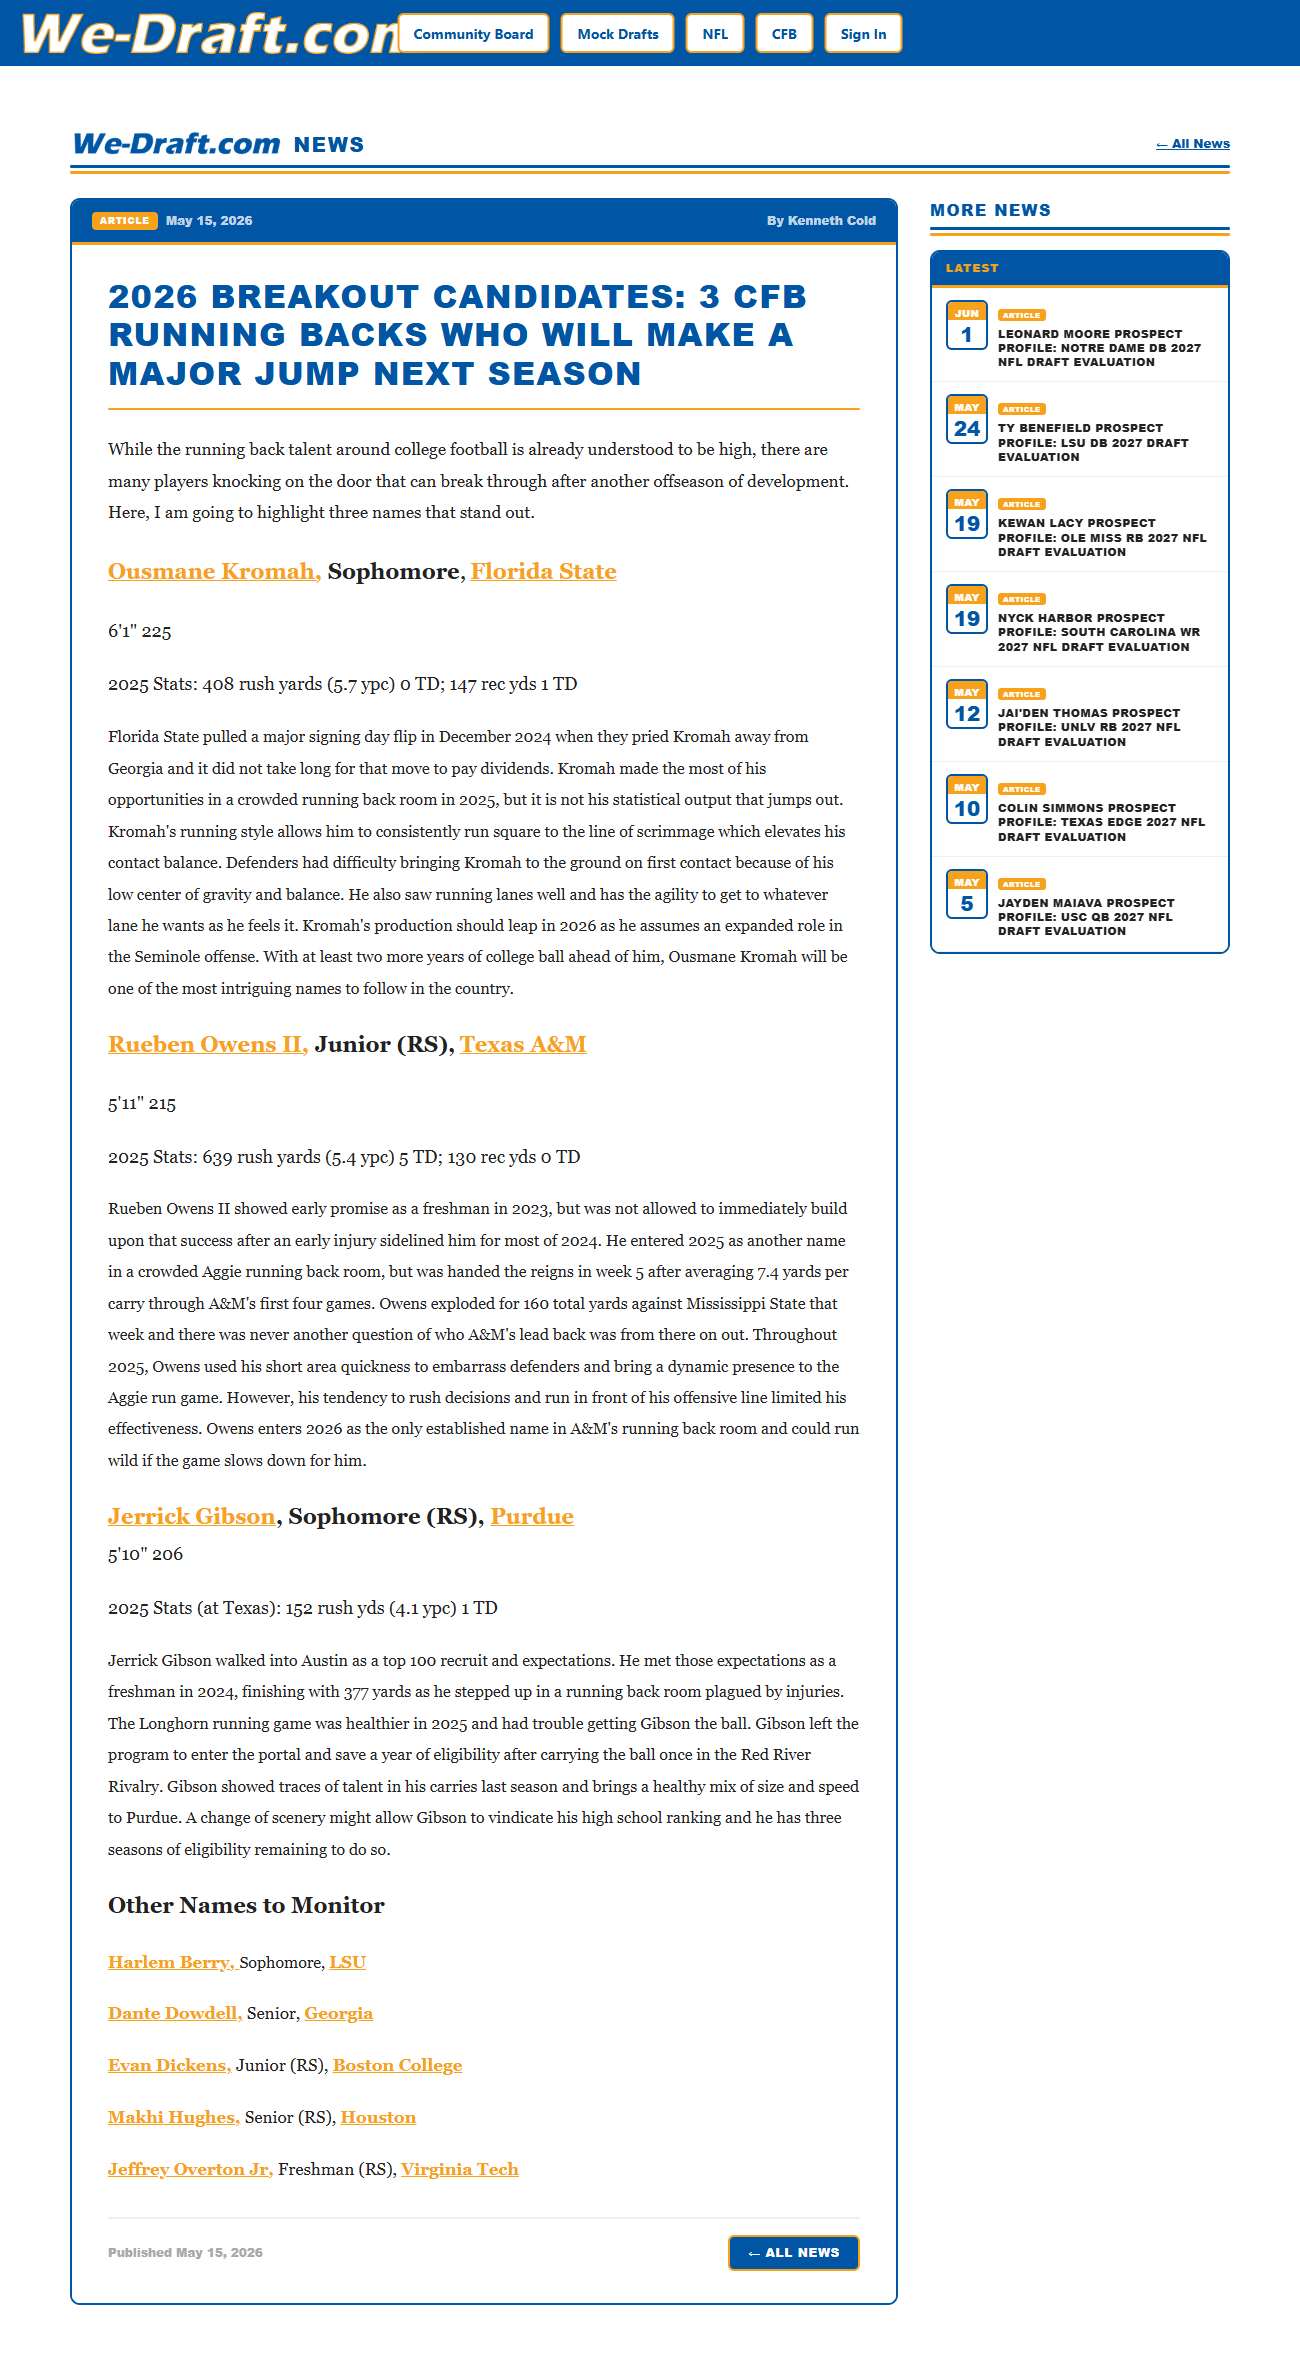 We-Draft.com
Community Board
Mock Drafts
NFL
CFB
Sign In
We-Draft.com NEWS
← All News
ARTICLE May 15, 2026
By Kenneth Cold
2026 BREAKOUT CANDIDATES: 3 CFB
RUNNING BACKS WHO WILL MAKE A
MAJOR JUMP NEXT SEASON
While the running back talent around college football is already understood to be high, there are
many players knocking on the door that can break through after another offseason of development.
Here, I am going to highlight three names that stand out.
Ousmane Kromah, Sophomore, Florida State
6'1" 225
2025 Stats: 408 rush yards (5.7 ypc) 0 TD; 147 rec yds 1 TD
Florida State pulled a major signing day flip in December 2024 when they pried Kromah away from
Georgia and it did not take long for that move to pay dividends. Kromah made the most of his
opportunities in a crowded running back room in 2025, but it is not his statistical output that jumps out.
Kromah's running style allows him to consistently run square to the line of scrimmage which elevates his
contact balance. Defenders had difficulty bringing Kromah to the ground on first contact because of his
low center of gravity and balance. He also saw running lanes well and has the agility to get to whatever
lane he wants as he feels it. Kromah's production should leap in 2026 as he assumes an expanded role in
the Seminole offense. With at least two more years of college ball ahead of him, Ousmane Kromah will be
one of the most intriguing names to follow in the country.
Rueben Owens II, Junior (RS), Texas A&M
5'11" 215
2025 Stats: 639 rush yards (5.4 ypc) 5 TD; 130 rec yds 0 TD
Rueben Owens II showed early promise as a freshman in 2023, but was not allowed to immediately build
upon that success after an early injury sidelined him for most of 2024. He entered 2025 as another name
in a crowded Aggie running back room, but was handed the reigns in week 5 after averaging 7.4 yards per
carry through A&M's first four games. Owens exploded for 160 total yards against Mississippi State that
week and there was never another question of who A&M's lead back was from there on out. Throughout
2025, Owens used his short area quickness to embarrass defenders and bring a dynamic presence to the
Aggie run game. However, his tendency to rush decisions and run in front of his offensive line limited his
effectiveness. Owens enters 2026 as the only established name in A&M's running back room and could run
wild if the game slows down for him.
Jerrick Gibson, Sophomore (RS), Purdue
5'10" 206
2025 Stats (at Texas): 152 rush yds (4.1 ypc) 1 TD
Jerrick Gibson walked into Austin as a top 100 recruit and expectations. He met those expectations as a
freshman in 2024, finishing with 377 yards as he stepped up in a running back room plagued by injuries.
The Longhorn running game was healthier in 2025 and had trouble getting Gibson the ball. Gibson left the
program to enter the portal and save a year of eligibility after carrying the ball once in the Red River
Rivalry. Gibson showed traces of talent in his carries last season and brings a healthy mix of size and speed
to Purdue. A change of scenery might allow Gibson to vindicate his high school ranking and he has three
seasons of eligibility remaining to do so.
Other Names to Monitor
Harlem Berry, Sophomore, LSU
Dante Dowdell, Senior, Georgia
Evan Dickens, Junior (RS), Boston College
Makhi Hughes, Senior (RS), Houston
Jeffrey Overton Jr, Freshman (RS), Virginia Tech
Published May 15, 2026
← ALL NEWS
MORE NEWS
LATEST
JUN
1
ARTICLE
LEONARD MOORE PROSPECT
PROFILE: NOTRE DAME DB 2027
NFL DRAFT EVALUATION
MAY
24
ARTICLE
TY BENEFIELD PROSPECT
PROFILE: LSU DB 2027 DRAFT
EVALUATION
MAY
19
ARTICLE
KEWAN LACY PROSPECT
PROFILE: OLE MISS RB 2027 NFL
DRAFT EVALUATION
MAY
19
ARTICLE
NYCK HARBOR PROSPECT
PROFILE: SOUTH CAROLINA WR
2027 NFL DRAFT EVALUATION
MAY
12
ARTICLE
JAI'DEN THOMAS PROSPECT
PROFILE: UNLV RB 2027 NFL
DRAFT EVALUATION
MAY
10
ARTICLE
COLIN SIMMONS PROSPECT
PROFILE: TEXAS EDGE 2027 NFL
DRAFT EVALUATION
MAY
5
ARTICLE
JAYDEN MAIAVA PROSPECT
PROFILE: USC QB 2027 NFL
DRAFT EVALUATION